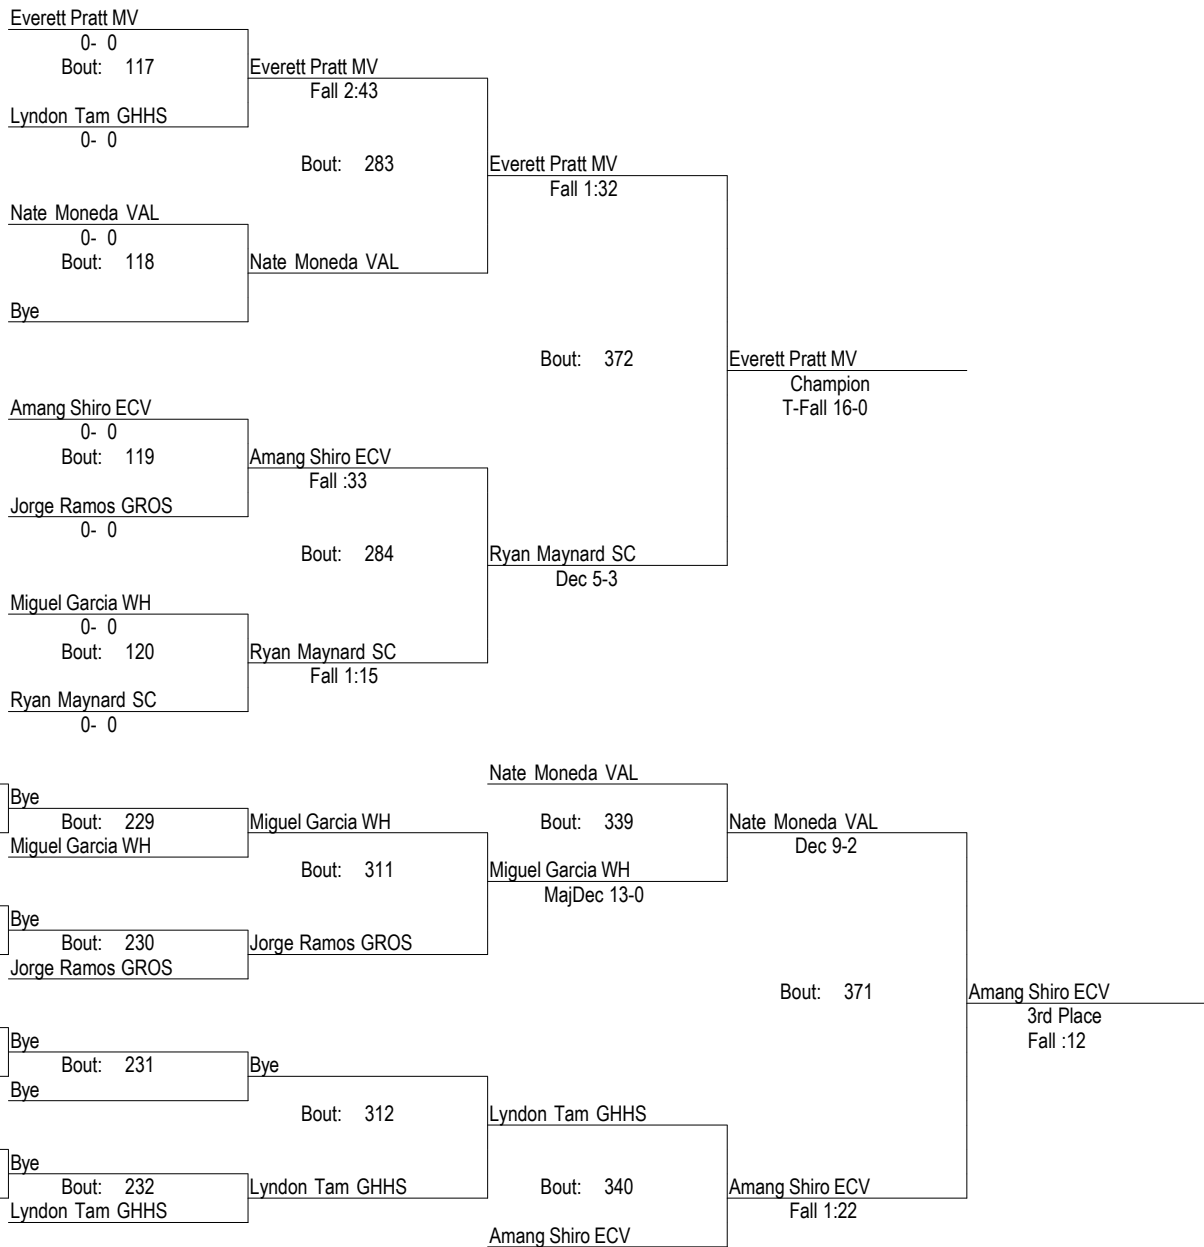 Everett Pratt MV
0- 0
Bout: 117
Everett Pratt MV
Fall 2:43
Lyndon Tam GHHS
0- 0
Bout: 283
Everett Pratt MV
Fall 1:32
Nate Moneda VAL
0- 0
Bout: 118
Nate Moneda VAL
Bye
Bout: 372
Everett Pratt MV
Champion
T-Fall 16-0
Amang Shiro ECV
0- 0
Bout: 119
Amang Shiro ECV
Fall :33
Jorge Ramos GROS
0- 0
Bout: 284
Ryan Maynard SC
Dec 5-3
Miguel Garcia WH
0- 0
Bout: 120
Ryan Maynard SC
Fall 1:15
Ryan Maynard SC
0- 0
Nate Moneda VAL
Bye
Bout: 229
Miguel Garcia WH
Bout: 339
Nate Moneda VAL
Dec 9-2
Miguel Garcia WH
Bout: 311
Miguel Garcia WH
MajDec 13-0
Bye
Bout: 230
Jorge Ramos GROS
Jorge Ramos GROS
Bout: 371
Amang Shiro ECV
3rd Place
Fall :12
Bye
Bout: 231
Bye
Bye
Bout: 312
Lyndon Tam GHHS
Bye
Bout: 232
Lyndon Tam GHHS
Bout: 340
Amang Shiro ECV
Fall 1:22
Lyndon Tam GHHS
Amang Shiro ECV